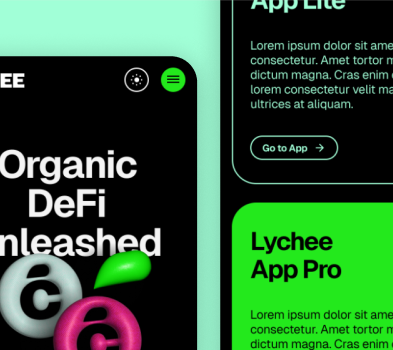 EE
Organic
DeFi
nleashed
App Lite
Lorem ipsum dolor sit ame
consectetur. Amet tortor m
dictum magna. Cras enim
lorem consectetur velit ma
ultrices at aliquam.
Go to App →
Lychee
App Pro
Lorem ipsum dolor sit ame
consectetur. Amet tortor m
dictum magna. Cras enim